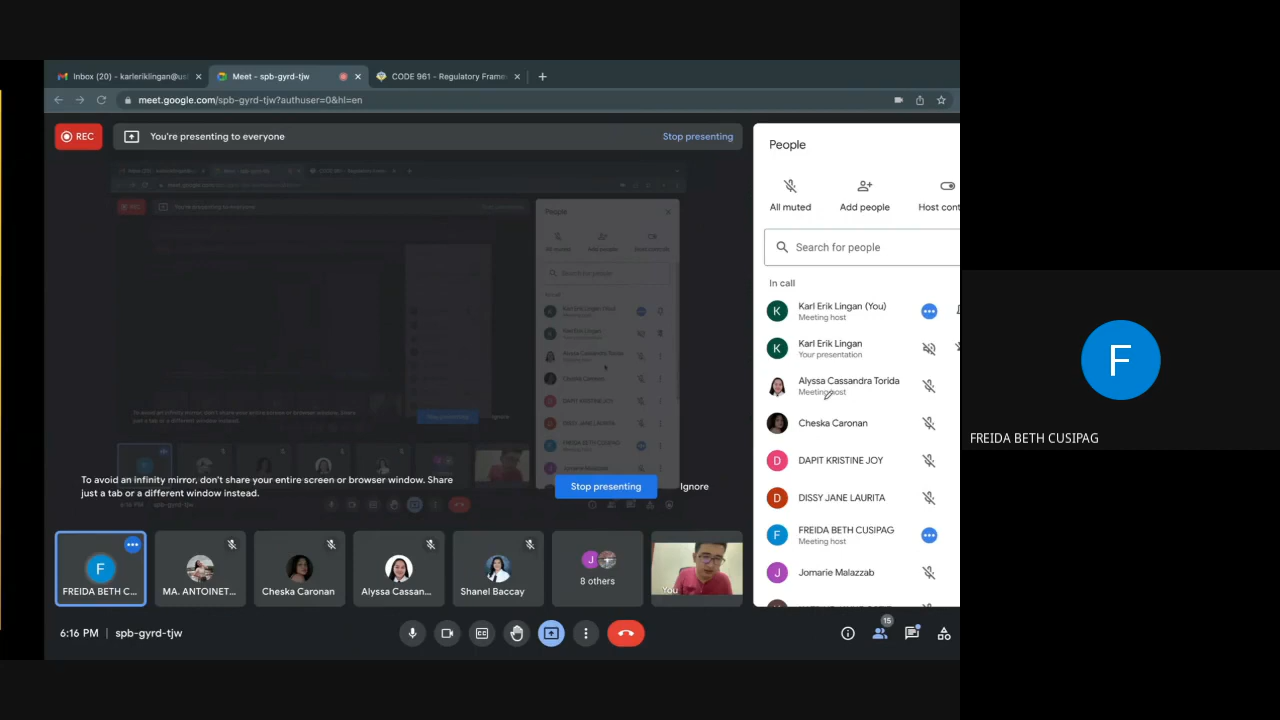 Inbox (20) - karleriklingan@us
Meet - spb-gyrd-tjw
CODE 961 - Regulatory Frame
meet.google.com/spb-gyrd-tjw?authuser=0&hl=en
REC
You're presenting to everyone
Stop presenting
People
All muted
Add people
Host cont
Search for people
In call
Karl Erik Lingan (You)
Meeting host
Karl Erik Lingan
Your presentation
Alyssa Cassandra Torida
Meeting host
Cheska Caronan
DAPIT KRISTINE JOY
DISSY JANE LAURITA
FREIDA BETH CUSIPAG
Meeting host
Jomarie Malazzab
To avoid an infinity mirror, don't share your entire screen or browser window. Share
just a tab or a different window instead.
Stop presenting
Ignore
F
FREIDA BETH C...
MA. ANTOINET...
Cheska Caronan
Alyssa Cassan...
Shanel Baccay
J
8 others
You
6:16 PM | spb-gyrd-tjw
15
F
FREIDA BETH CUSIPAG